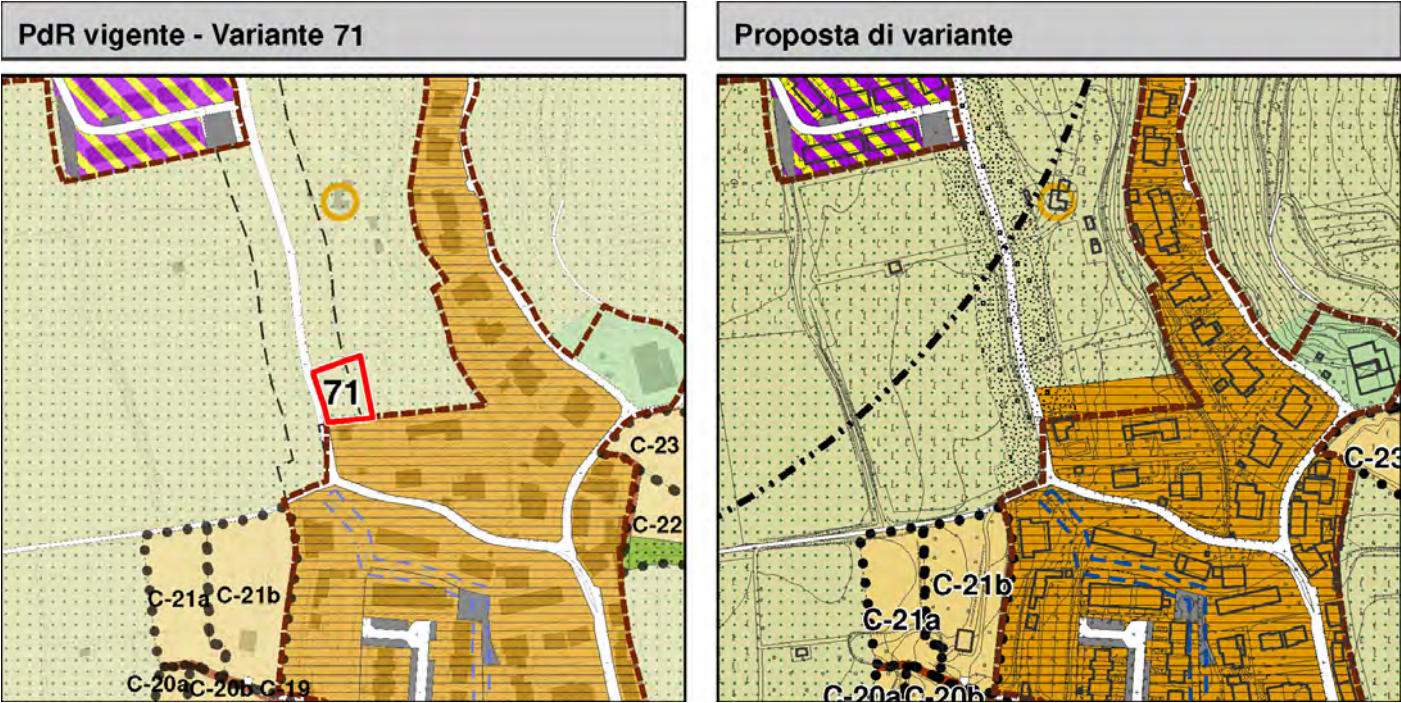 PdR vigente - Variante 71
71
C-23
C-22
C-21a
C-21b
C-20a
C-20b
C-19
Proposta di variante
C-23
C-21b
C-21a
C-20a
C-20b